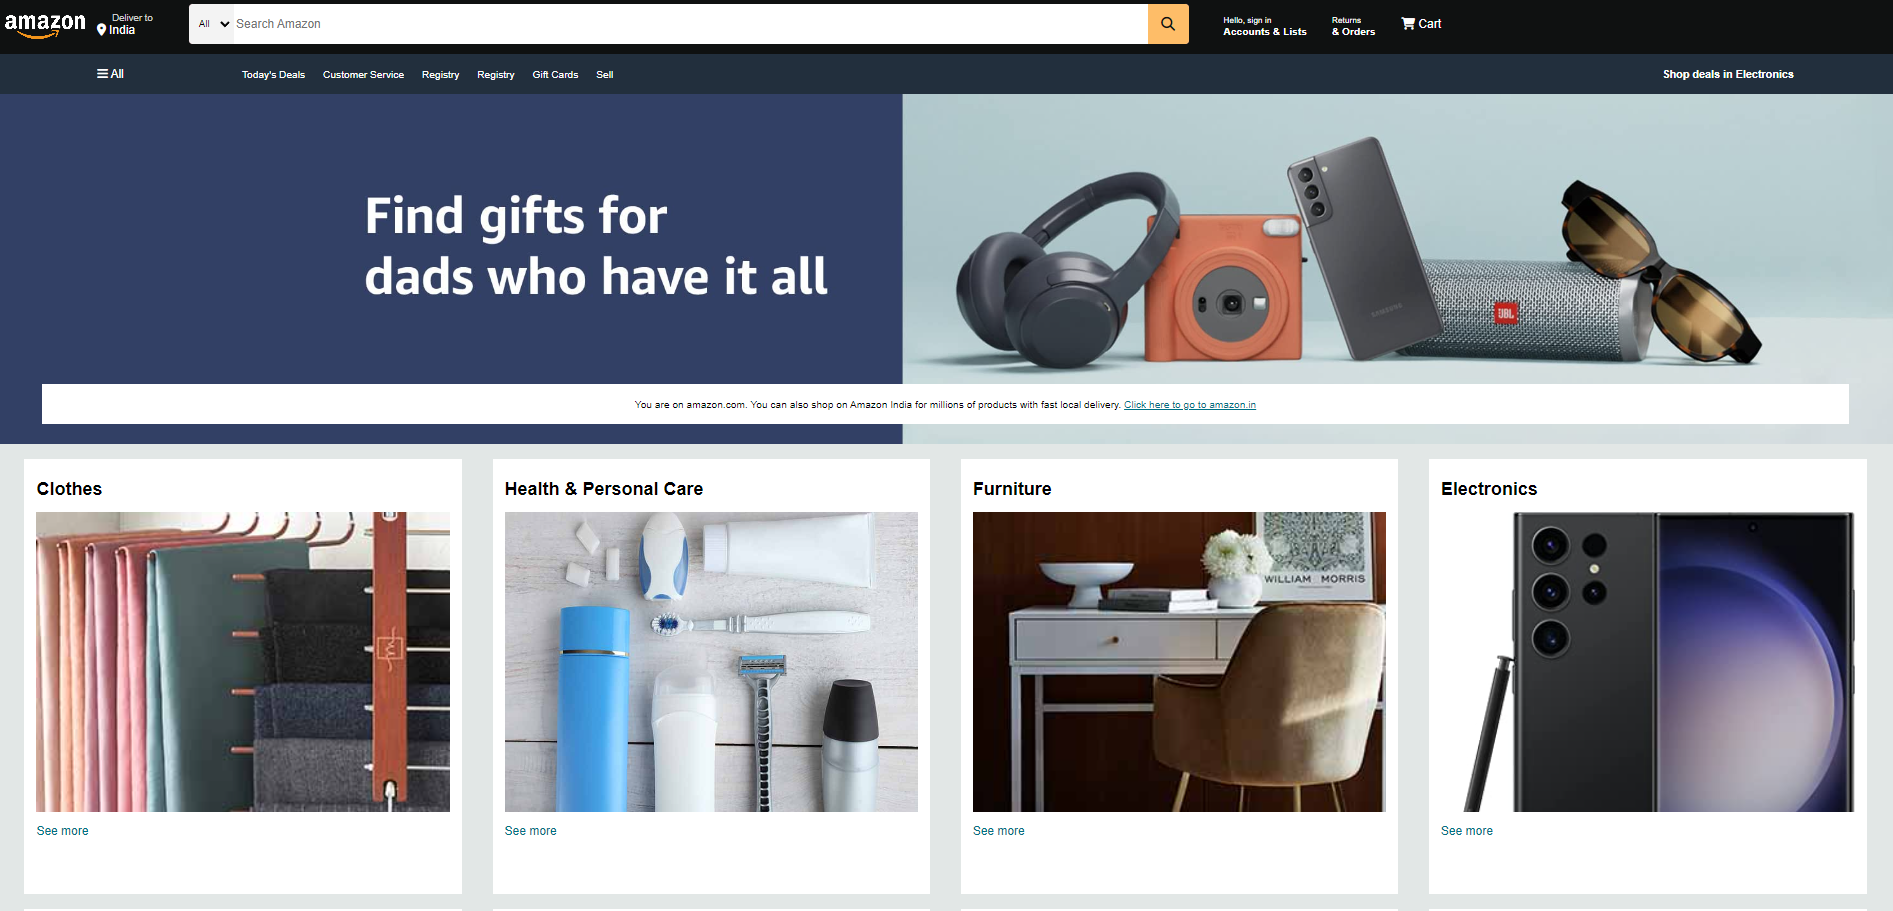 amazon
Deliver to
India
All
Search Amazon
Hello, sign in
Accounts & Lists
Returns
& Orders
Cart
All
Today's Deals
Customer Service
Registry
Registry
Gift Cards
Sell
Shop deals in Electronics
Find gifts for
dads who have it all
SAMSUNG
JBL
You are on amazon.com. You can also shop on Amazon India for millions of products with fast local delivery. Click here to go to amazon.in
Clothes
Health & Personal Care
Furniture
Electronics
WILLIAM MORRIS
See more
See more
See more
See more